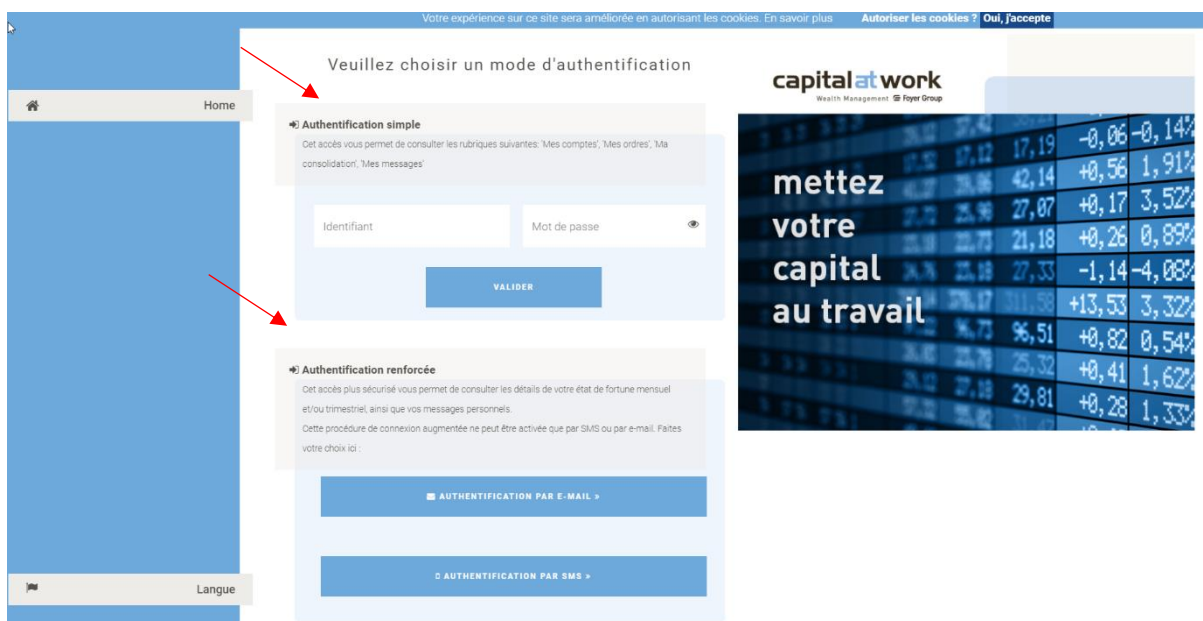 Votre expérience sur ce site sera améliorée en autorisant les cookies. En savoir plus Autoriser les cookies ? Oui, j'accepte
Home
Langue
Veuillez choisir un mode d'authentification
Authentification simple
Cet accès vous permet de consulter les rubriques suivantes: 'Mes comptes', 'Mes ordres', 'Ma
consolidation', 'Mes messages'
Identifiant
Mot de passe
VALIDER
Authentification renforcée
Cet accès plus sécurisé vous permet de consulter les détails de votre état de fortune mensuel
et/ou trimestriel, ainsi que vos messages personnels.
Cette procédure de connexion augmentée ne peut être activée que par SMS ou par e-mail. Faites
votre choix ici :
AUTHENTIFICATION PAR E-MAIL »
AUTHENTIFICATION PAR SMS »
capitalatwork
Wealth Management Foyer Group
mettez
votre
capital
au travail
17,19 -0,06 -0,14%
42,14 +0,56 1,91%
27,07 +0,17 3,52%
21,18 +0,26 0,89%
27,33 -1,14 -4,08%
311,58 +13,53 3,32%
96,51 +0,82 0,54%
25,32 +0,41 1,62%
29,81 +0,28 1,33%